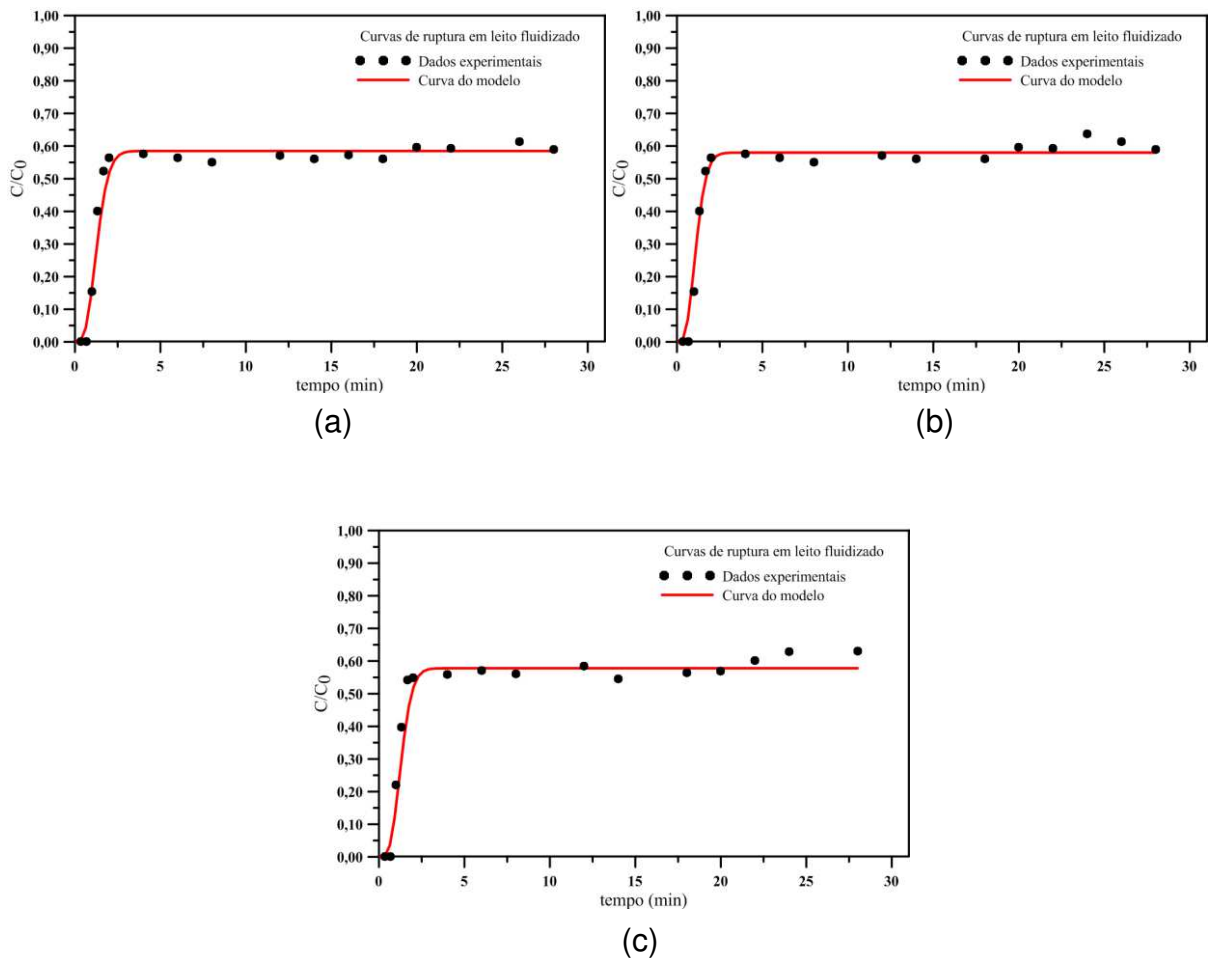 1,00
0,90
0,80
0,70
0,60
0,50
0,40
0,30
0,20
0,10
0,00
C/C0
Curvas de ruptura em leito fluidizado
Dados experimentais
Curva do modelo
0 5 10 15 20 25 30
tempo (min)
(a)
1,00
0,90
0,80
0,70
0,60
0,50
0,40
0,30
0,20
0,10
0,00
C/C0
Curvas de ruptura em leito fluidizado
Dados experimentais
Curva do modelo
0 5 10 15 20 25 30
tempo (min)
(b)
1,00
0,90
0,80
0,70
0,60
0,50
0,40
0,30
0,20
0,10
0,00
C/C0
Curvas de ruptura em leito fluidizado
Dados experimentais
Curva do modelo
0 5 10 15 20 25 30
tempo (min)
(c)